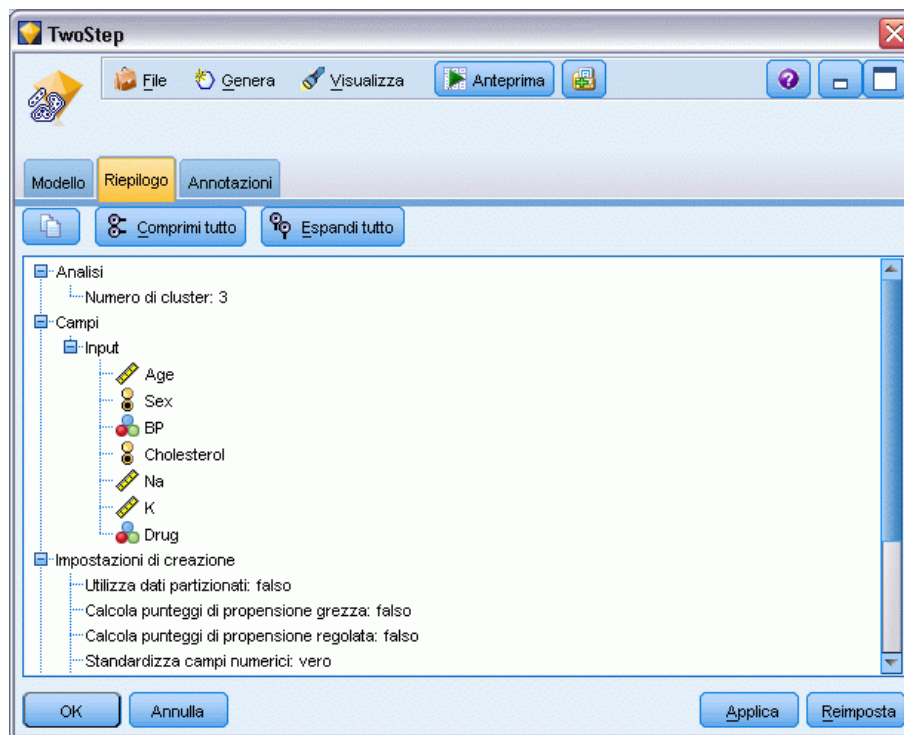 TwoStep
File Genera Visualizza Anteprima
Modello Riepilogo Annotazioni
Comprimi tutto Espandi tutto
Analisi
Numero di cluster: 3
Campi
Input
Age
Sex
BP
Cholesterol
Na
K
Drug
Impostazioni di creazione
Utilizza dati partizionati: falso
Calcola punteggi di propensione grezza: falso
Calcola punteggi di propensione regolata: falso
Standardizza campi numerici: vero
OK Annulla Applica Reimposta